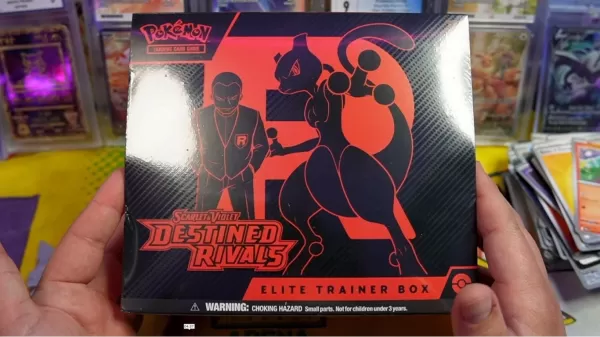 POKÉMON
TRADING CARD GAME
R
SCARLET & VIOLET
DESTINED
RIVALS
ELITE TRAINER BOX
WARNING: CHOKING HAZARD Small parts. Not for children under 3 years.